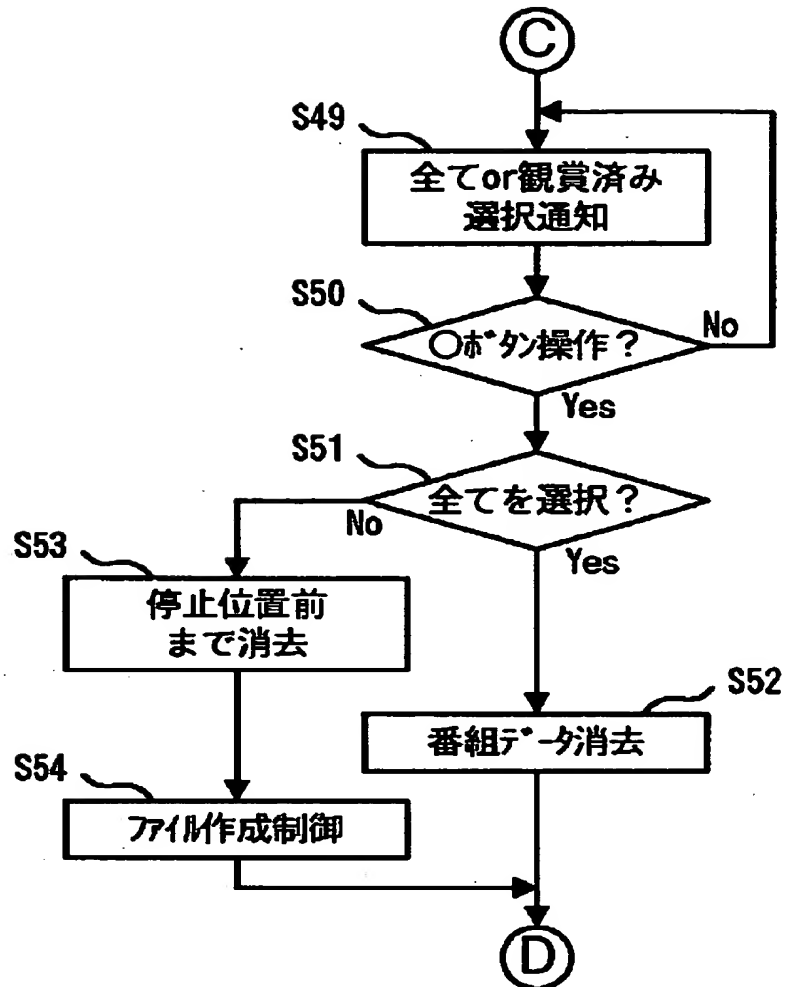 C
S49
全てor観賞済み
選択通知
S50
○ボタン操作？
No
Yes
S51
全てを選択？
No
Yes
S53
停止位置前
まで消去
S52
番組データ消去
S54
ファイル作成制御
D